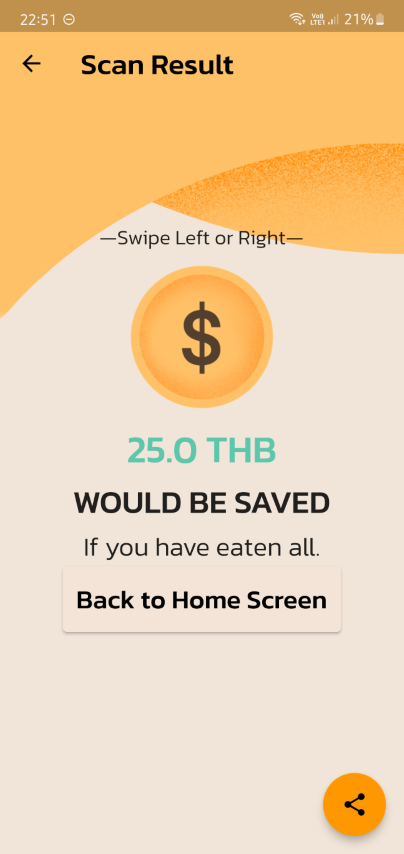 22:51 VoB LTE1 21%
Scan Result
—Swipe Left or Right—
$
25.0 THB
WOULD BE SAVED
If you have eaten all.
Back to Home Screen